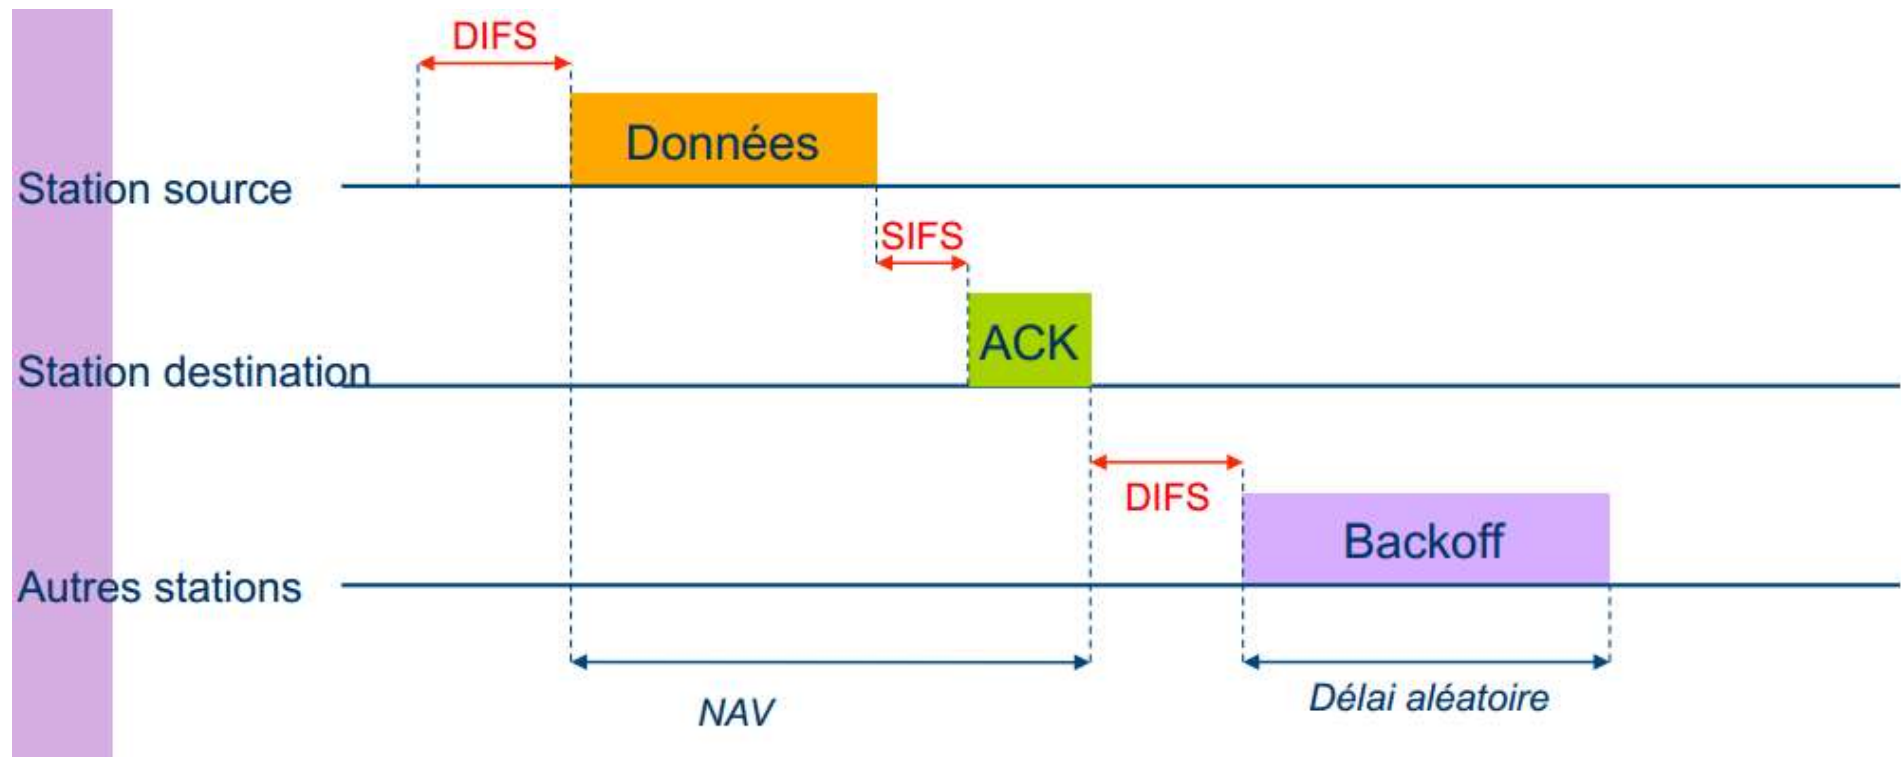 DIFS
Données
Station source
SIFS
ACK
Station destination
DIFS
Backoff
Autres stations
NAV
Délai aléatoire